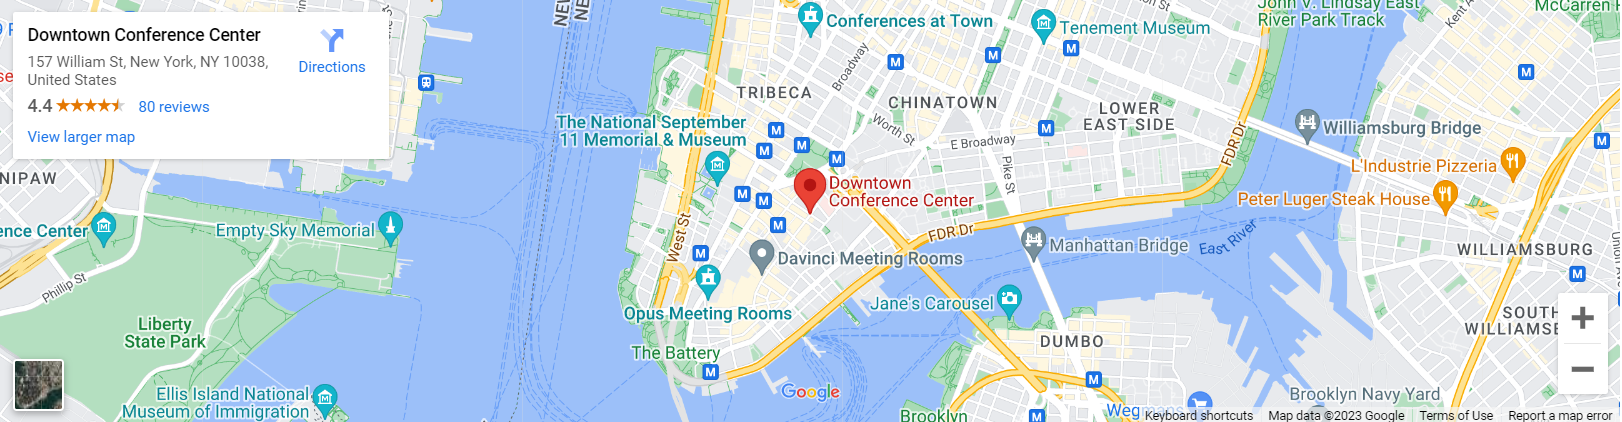 Downtown Conference Center
157 William St, New York, NY 10038,
United States
4.4
80 reviews
View larger map
Directions
Conferences at Town
Tenement Museum
John V. Lindsay East
River Park Track
McCarren
Kent A
Broadway
TRIBECA
CHINATOWN
LOWER
EAST SIDE
The National September
11 Memorial & Museum
Worth St
E Broadway
Pike St
FDR Dr
Williamsburg Bridge
L'Industrie Pizzeria
Peter Luger Steak House
NIPAW
Downtown
Conference Center
ence Center
Empty Sky Memorial
West St
FDR Dr
Manhattan Bridge
East River
WILLIAMSBURG
Davinci Meeting Rooms
Phillip St
Opus Meeting Rooms
Jane's Carousel
Liberty
State Park
SOUTH
WILLIAMSB
DUMBO
The Battery
Ellis Island National
Museum of Immigration
Google
Brooklyn
Brooklyn Navy Yard
Weg
Keyboard shortcuts
Map data ©2023 Google
Terms of Use
Report a map error